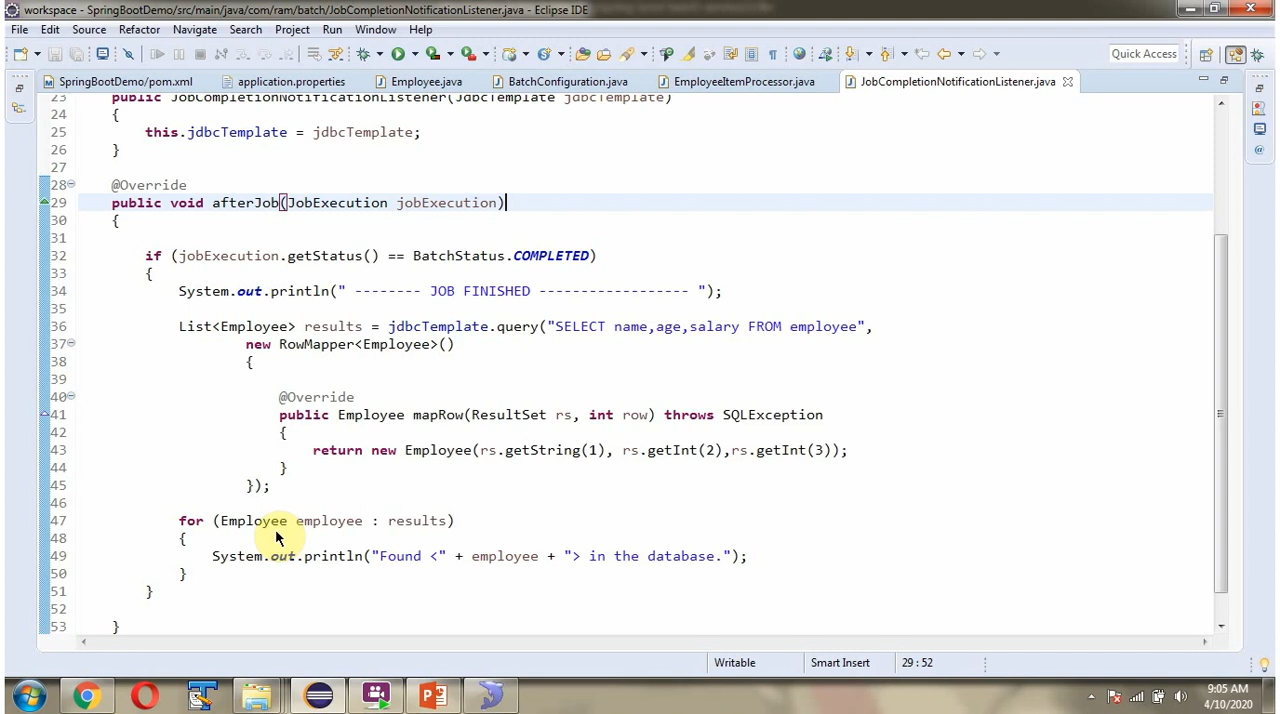 workspace - SpringBootDemo/src/main/java/com/ram/batch/JobCompletionNotificationListener.java - Eclipse IDE
File Edit Source Refactor Navigate Search Project Run Window Help
Quick Access
SpringBootDemo/pom.xml application.properties Employee.java BatchConfiguration.java EmployeeItemProcessor.java JobCompletionNotificationListener.java
23 public JobCompletionNotificationListener(JdbcTemplate jdbcTemplate)
24 {
25 this.jdbcTemplate = jdbcTemplate;
26 }
27
28 @Override
29 public void afterJob(JobExecution jobExecution)
30 {
31
32 if (jobExecution.getStatus() == BatchStatus.COMPLETED)
33 {
34 System.out.println(" -------- JOB FINISHED ------------------ ");
35
36 List<Employee> results = jdbcTemplate.query("SELECT name,age,salary FROM employee",
37 new RowMapper<Employee>()
38 {
39
40 @Override
41 public Employee mapRow(ResultSet rs, int row) throws SQLException
42 {
43 return new Employee(rs.getString(1), rs.getInt(2),rs.getInt(3));
44 }
45 });
46
47 for (Employee employee : results)
48 {
49 System.out.println("Found <" + employee + "> in the database.");
50 }
51 }
52
53 }
Writable Smart Insert 29 : 52
9:05 AM
4/10/2020